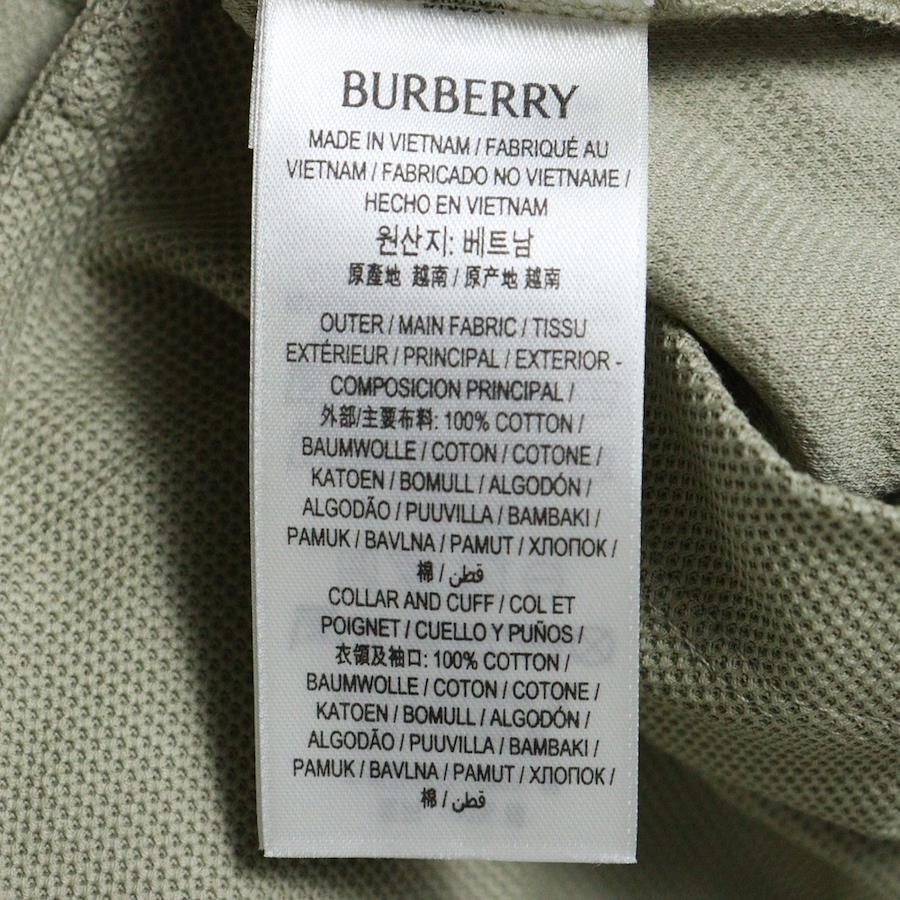 BURBERRY
MADE IN VIETNAM / FABRIQUÉ AU
VIETNAM / FABRICADO NO VIETNAME /
HECHO EN VIETNAM
원산지: 베트남
原產地 越南 / 原产地 越南
OUTER / MAIN FABRIC / TISSU
EXTÉRIEUR / PRINCIPAL / EXTERIOR -
COMPOSICION PRINCIPAL /
外部/主要布料: 100% COTTON /
BAUMWOLLE / COTON / COTONE /
KATOEN / BOMULL / ALGODÓN /
ALGODÃO / PUUVILLA / BAMBAKI /
PAMUK / BAVLNA / PAMUT / ХЛОПОК /
棉 / قطن
COLLAR AND CUFF / COL ET
POIGNET / CUELLO Y PUÑOS /
衣領及袖口: 100% COTTON /
BAUMWOLLE / COTON / COTONE /
KATOEN / BOMULL / ALGODÓN /
ALGODÃO / PUUVILLA / BAMBAKI /
PAMUK / BAVLNA / PAMUT / ХЛОПОК /
棉 / قطن